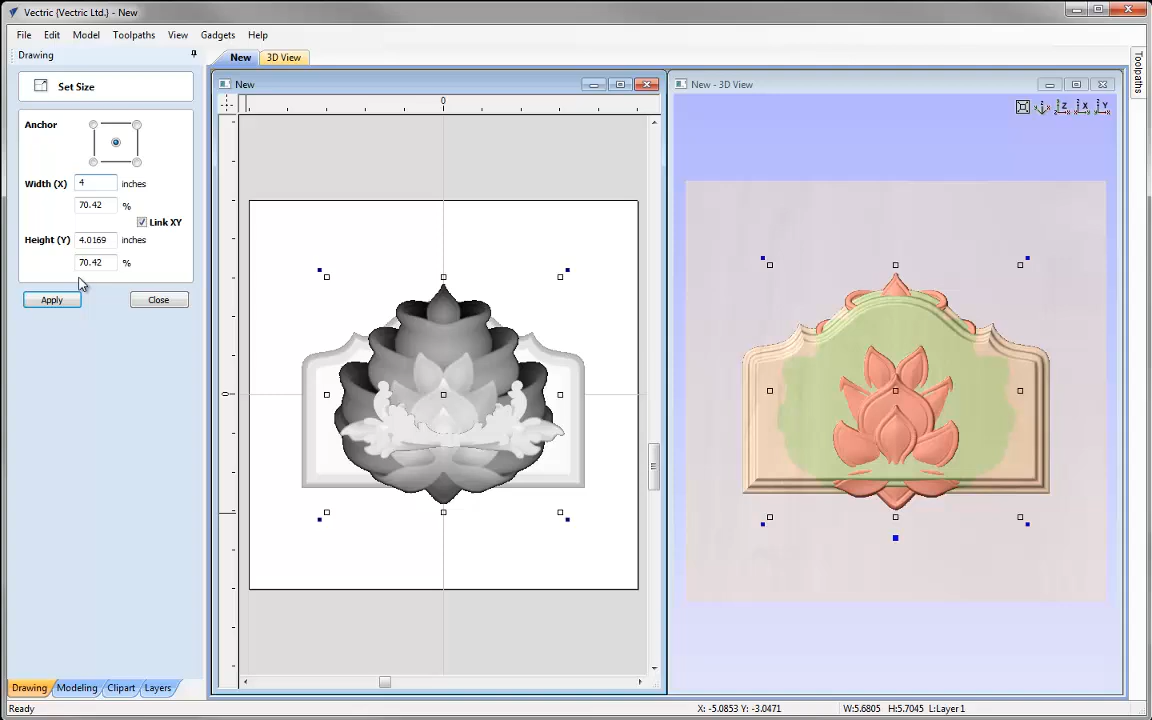 Vectric {Vectric Ltd.} - New
File Edit Model Toolpaths View Gadgets Help
Drawing
New 3D View
Set Size
New
New - 3D View
Toolpaths
0
Z X Y
Anchor
Width (X) 4 inches
70.42 %
Link XY
Height (Y) 4.0169 inches
70.42 %
Apply Close
0
Drawing Modeling Clipart Layers
Ready X: -5.0853 Y: -3.0471 W:5.6805 H:5.7045 L:Layer 1